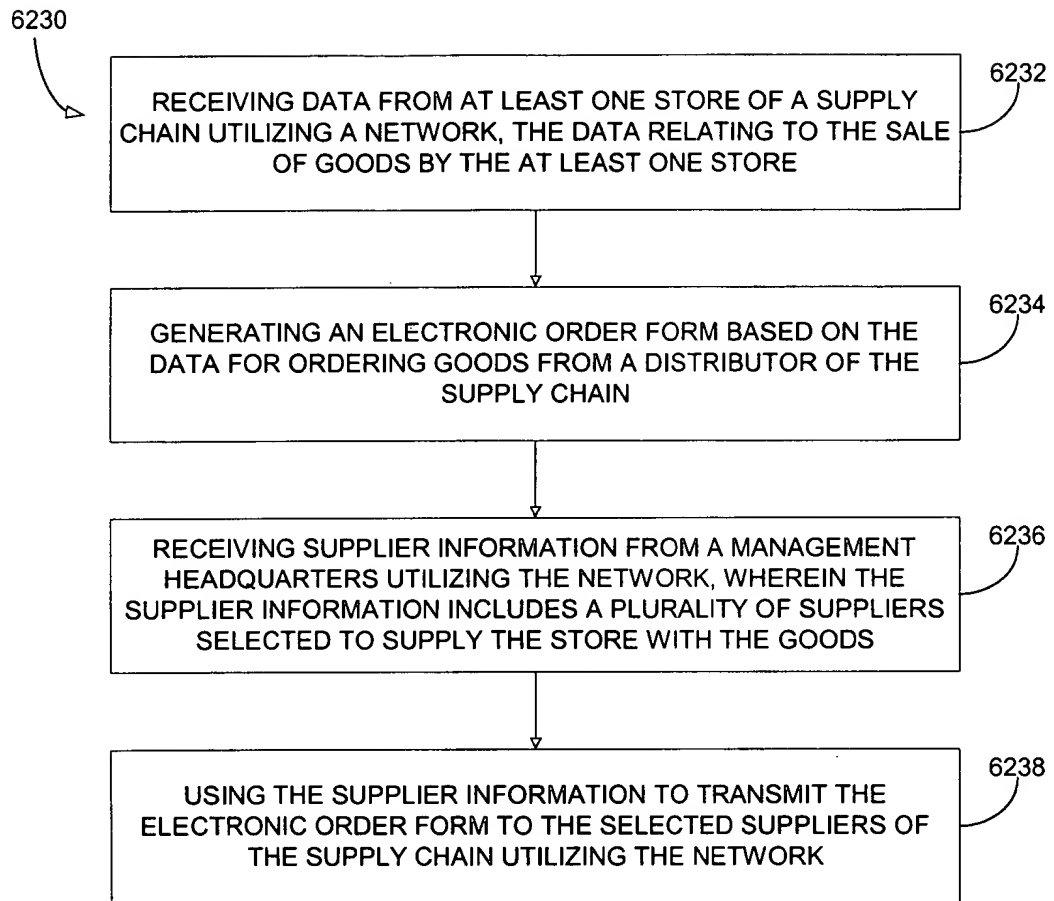 6230
6232
RECEIVING DATA FROM AT LEAST ONE STORE OF A SUPPLY
CHAIN UTILIZING A NETWORK, THE DATA RELATING TO THE SALE
OF GOODS BY THE AT LEAST ONE STORE
6234
GENERATING AN ELECTRONIC ORDER FORM BASED ON THE
DATA FOR ORDERING GOODS FROM A DISTRIBUTOR OF THE
SUPPLY CHAIN
6236
RECEIVING SUPPLIER INFORMATION FROM A MANAGEMENT
HEADQUARTERS UTILIZING THE NETWORK, WHEREIN THE
SUPPLIER INFORMATION INCLUDES A PLURALITY OF SUPPLIERS
SELECTED TO SUPPLY THE STORE WITH THE GOODS
6238
USING THE SUPPLIER INFORMATION TO TRANSMIT THE
ELECTRONIC ORDER FORM TO THE SELECTED SUPPLIERS OF
THE SUPPLY CHAIN UTILIZING THE NETWORK